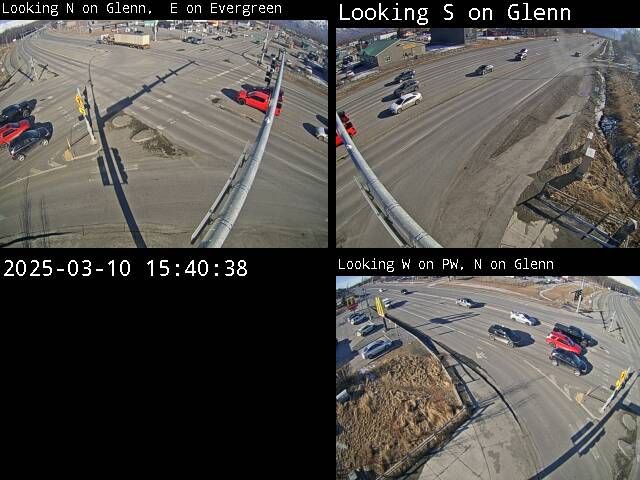 Looking N on Glenn, E on Evergreen
Looking S on Glenn
2025-03-10 15:40:38
Looking W on PW, N on Glenn